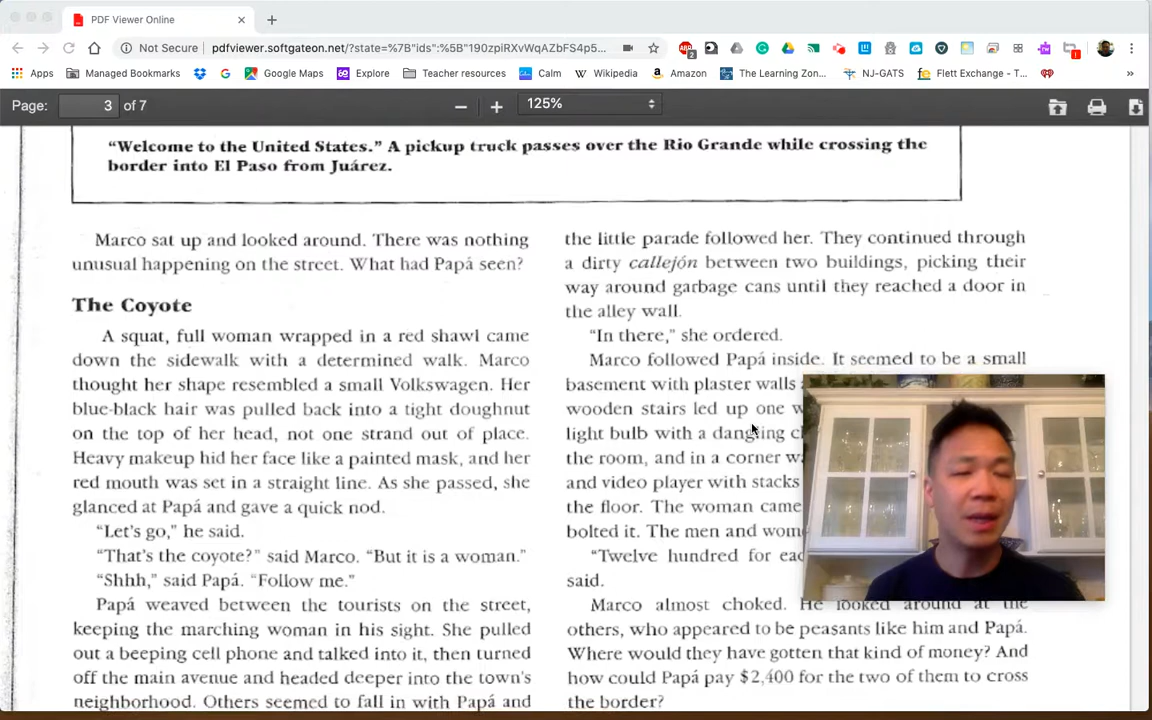 PDF Viewer Online
Not Secure
pdfviewer.softgateon.net/?state=%7B"ids":%5B"190zpiRXvWqAZbFS4p5...
Apps
Managed Bookmarks
Google Maps
Explore
Teacher resources
Calm
Wikipedia
Amazon
The Learning Zon...
NJ-GATS
Flett Exchange - T...
Page: 3 of 7
125%
"Welcome to the United States." A pickup truck passes over the Rio Grande while crossing the
border into El Paso from Juárez.
Marco sat up and looked around. There was nothing
unusual happening on the street. What had Papá seen?
The Coyote
A squat, full woman wrapped in a red shawl came
down the sidewalk with a determined walk. Marco
thought her shape resembled a small Volkswagen. Her
blue-black hair was pulled back into a tight doughnut
on the top of her head, not one strand out of place.
Heavy makeup hid her face like a painted mask, and her
red mouth was set in a straight line. As she passed, she
glanced at Papá and gave a quick nod.
"Let's go," he said.
"That's the coyote?" said Marco. "But it is a woman."
"Shhh," said Papá. "Follow me."
Papá weaved between the tourists on the street,
keeping the marching woman in his sight. She pulled
out a beeping cell phone and talked into it, then turned
off the main avenue and headed deeper into the town's
neighborhood. Others seemed to fall in with Papá and
the little parade followed her. They continued through
a dirty callejón between two buildings, picking their
way around garbage cans until they reached a door in
the alley wall.
"In there," she ordered.
Marco followed Papá inside. It seemed to be a small
basement with plaster walls
wooden stairs led up one
light bulb with a dangling
the room, and in a corner
and video player with stacks
the floor. The woman came
bolted it. The men and
"Twelve hundred for
said.
Marco almost choked. He looked around at the
others, who appeared to be peasants like him and Papá.
Where would they have gotten that kind of money? And
how could Papá pay $2,400 for the two of them to cross
the border?